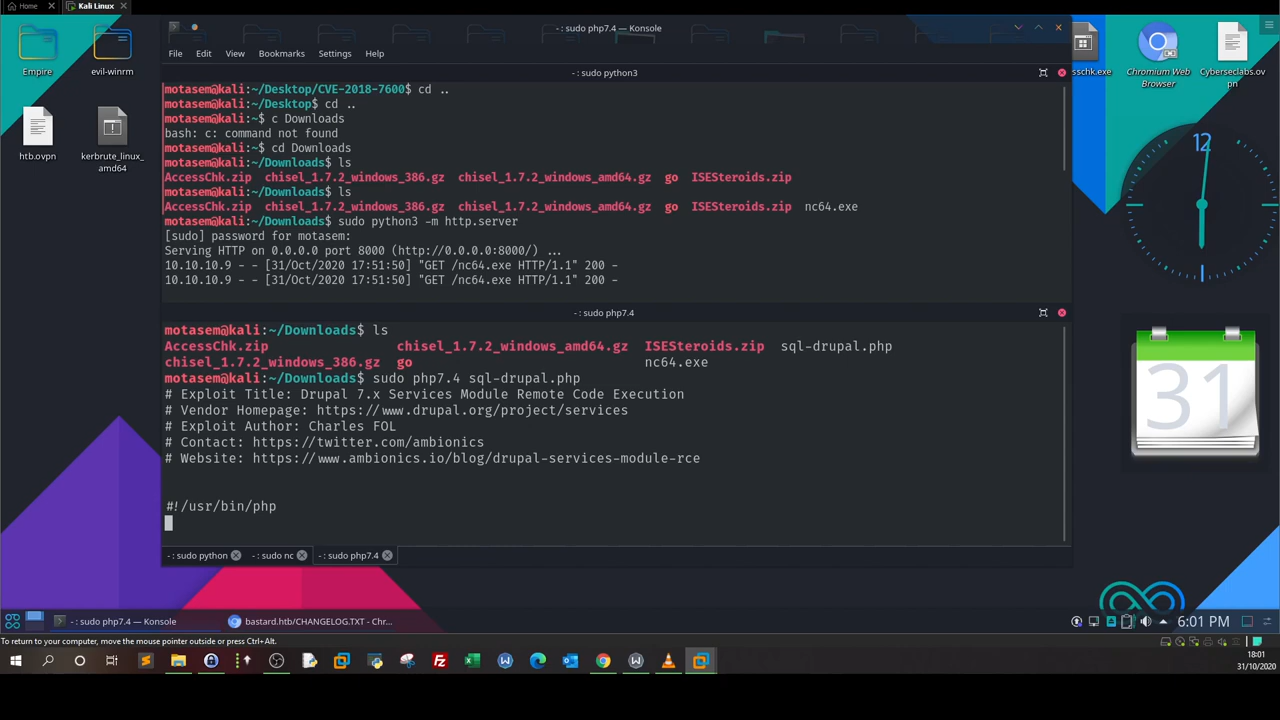 Home
Kali Linux
- : sudo php7.4 — Konsole
File Edit View Bookmarks Settings Help
- : sudo python3
motasem@kali:~/Desktop/CVE-2018-7600$ cd ..
motasem@kali:~/Desktop$ cd ..
motasem@kali:~$ c Downloads
bash: c: command not found
motasem@kali:~$ cd Downloads
motasem@kali:~/Downloads$ ls
AccessChk.zip chisel_1.7.2_windows_386.gz chisel_1.7.2_windows_amd64.gz go ISESteroids.zip
motasem@kali:~/Downloads$ ls
AccessChk.zip chisel_1.7.2_windows_386.gz chisel_1.7.2_windows_amd64.gz go ISESteroids.zip nc64.exe
motasem@kali:~/Downloads$ sudo python3 -m http.server
[sudo] password for motasem:
Serving HTTP on 0.0.0.0 port 8000 (http://0.0.0.0:8000/) ...
10.10.10.9 - - [31/Oct/2020 17:51:50] "GET /nc64.exe HTTP/1.1" 200 -
10.10.10.9 - - [31/Oct/2020 17:51:50] "GET /nc64.exe HTTP/1.1" 200 -
- : sudo php7.4
motasem@kali:~/Downloads$ ls
AccessChk.zip chisel_1.7.2_windows_amd64.gz ISESteroids.zip sql-drupal.php
chisel_1.7.2_windows_386.gz go nc64.exe
motasem@kali:~/Downloads$ sudo php7.4 sql-drupal.php
# Exploit Title: Drupal 7.x Services Module Remote Code Execution
# Vendor Homepage: https://www.drupal.org/project/services
# Exploit Author: Charles FOL
# Contact: https://twitter.com/ambionics
# Website: https://www.ambionics.io/blog/drupal-services-module-rce
#!/usr/bin/php
- : sudo python
- : sudo nc
- : sudo php7.4
Empire
evil-winrm
htb.ovpn
kerbrute_linux_
amd64
sschk.exe
Chromium Web
Browser
Cyberseclabs.ov
pn
12
31
- : sudo php7.4 — Konsole
bastard.htb/CHANGELOG.TXT - Chr...
6:01 PM
To return to your computer, move the mouse pointer outside or press Ctrl+Alt.
18:01
31/10/2020